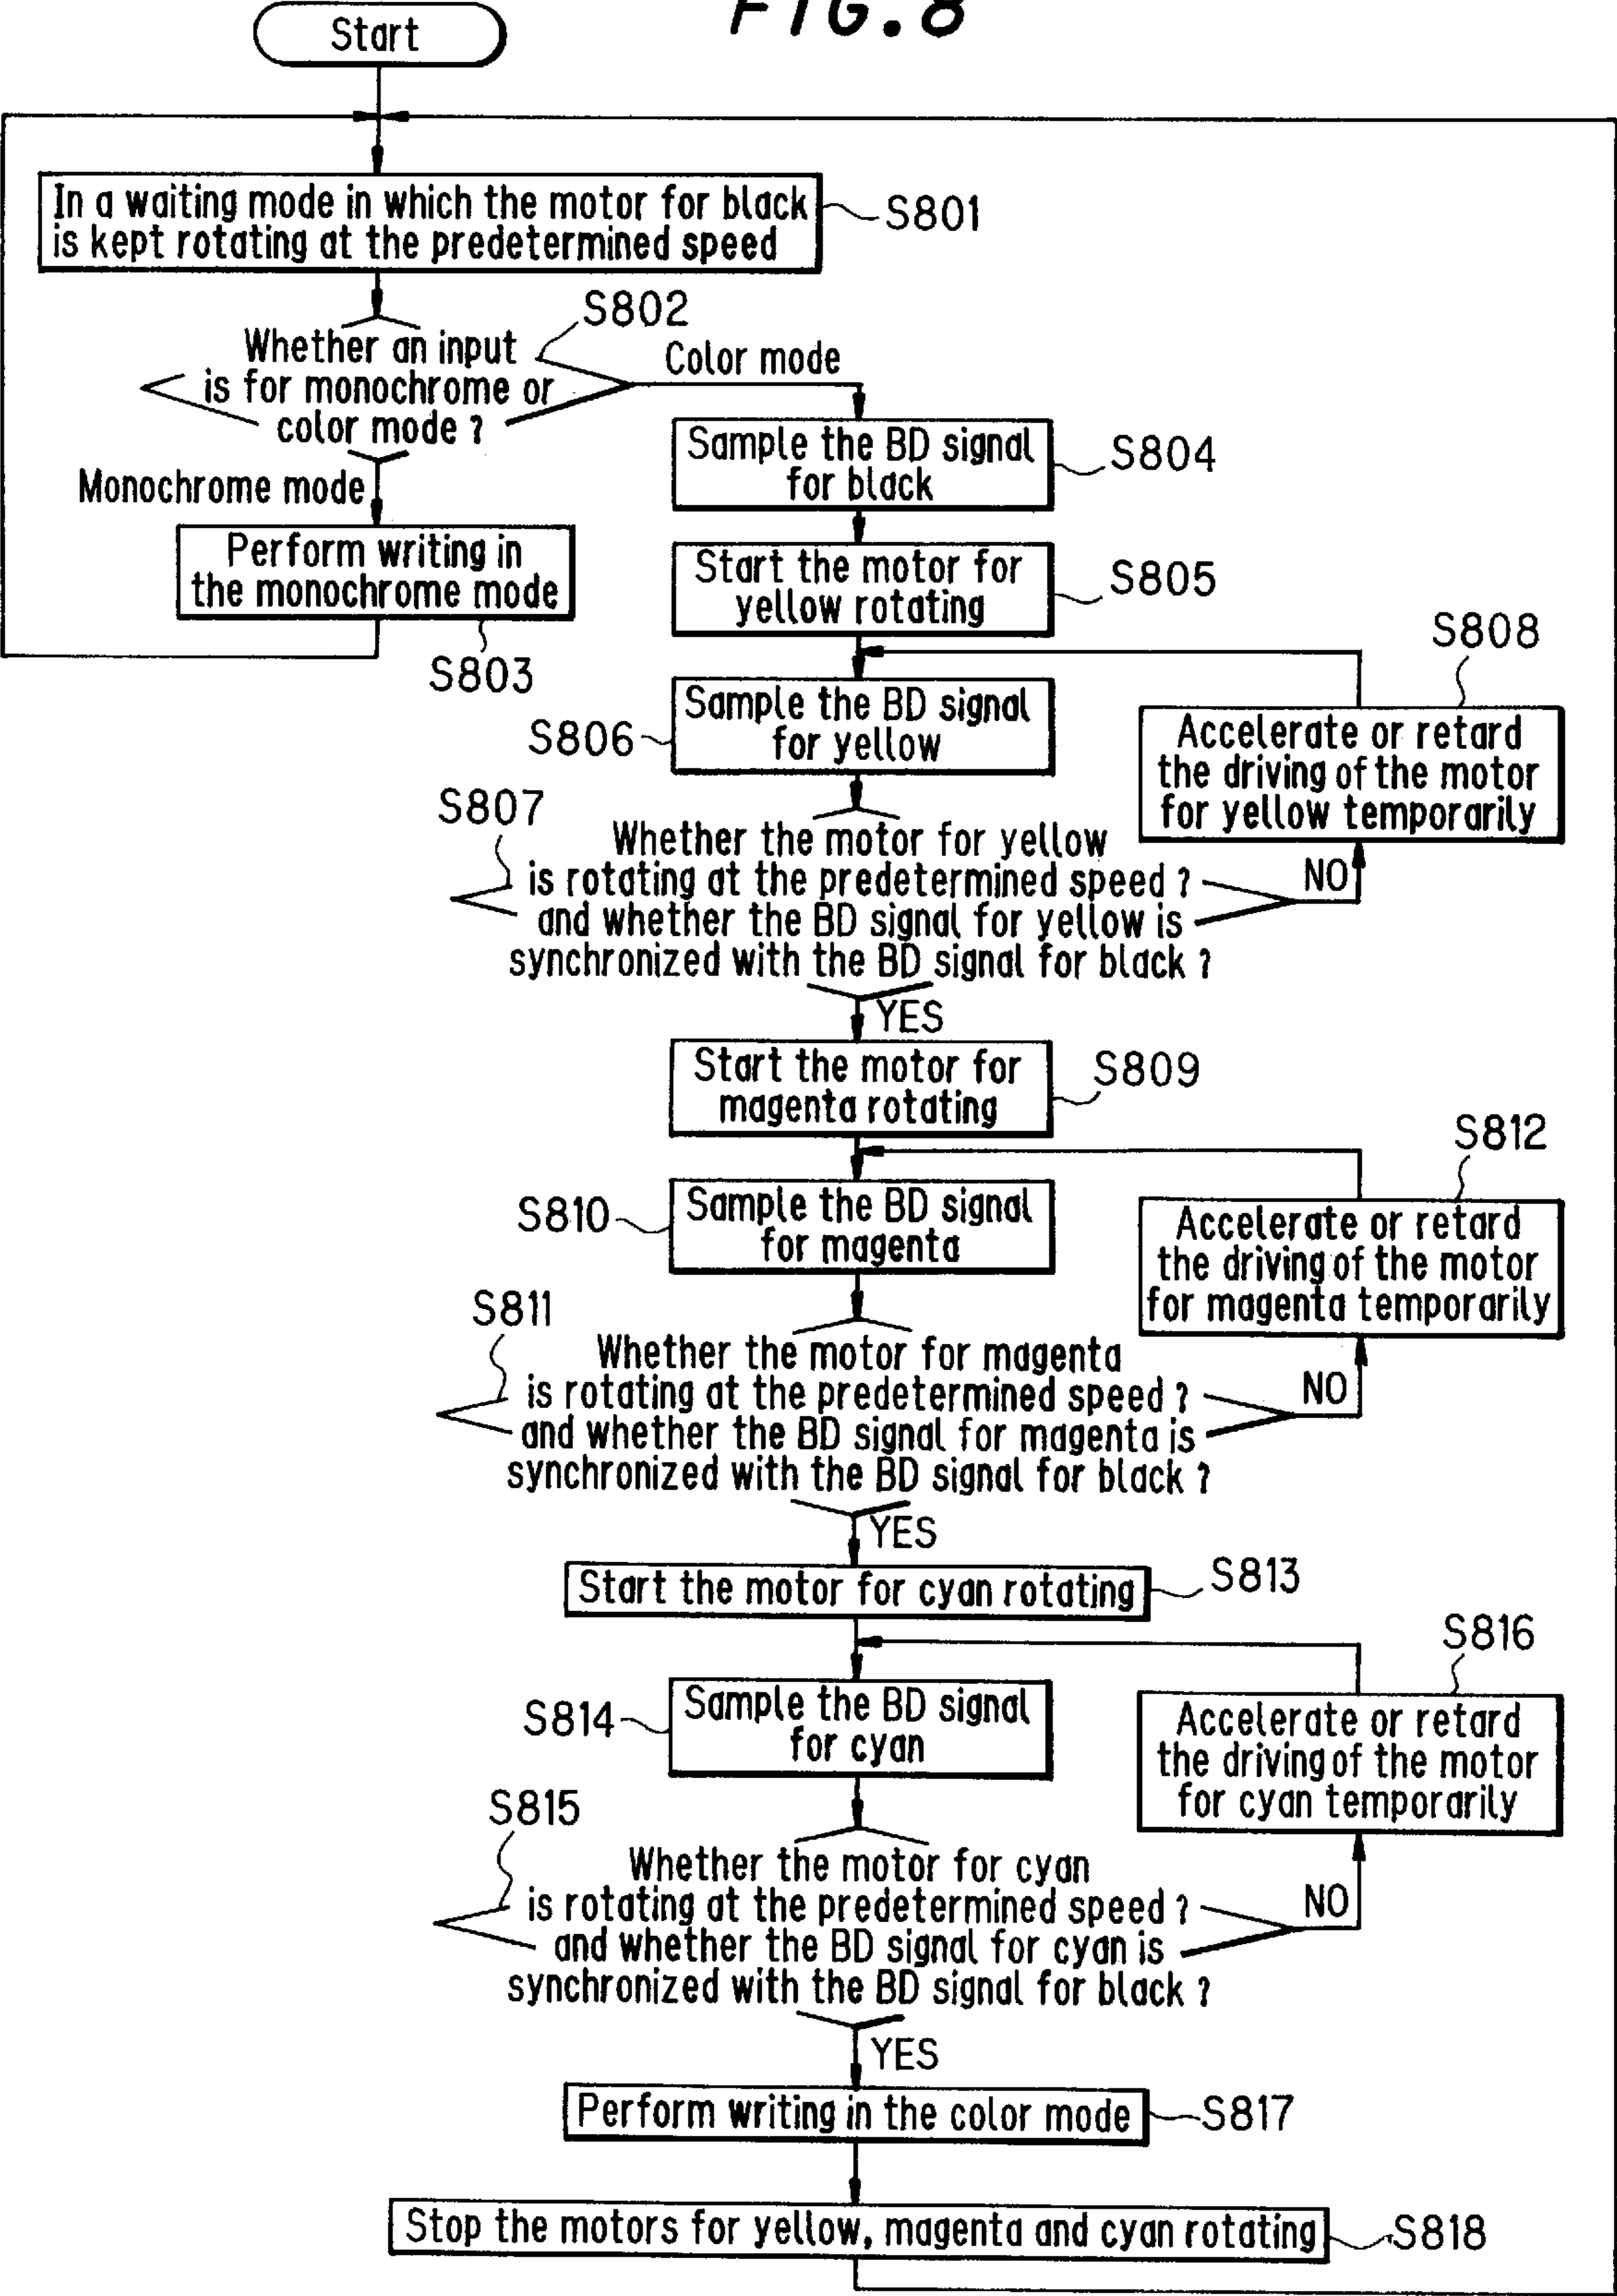 FIG. 8
Start
In a waiting mode in which the motor for black
is kept rotating at the predetermined speed
S801
S802
Whether an input
is for monochrome or
color mode ?
Color mode
Monochrome mode
Perform writing in
the monochrome mode
S803
Sample the BD signal
for black
S804
Start the motor for
yellow rotating
S805
S808
Sample the BD signal
for yellow
S806
Accelerate or retard
the driving of the motor
for yellow temporarily
S807
Whether the motor for yellow
is rotating at the predetermined speed ?
and whether the BD signal for yellow is
synchronized with the BD signal for black ?
NO
YES
Start the motor for
magenta rotating
S809
S812
Sample the BD signal
for magenta
S810
Accelerate or retard
the driving of the motor
for magenta temporarily
S811
Whether the motor for magenta
is rotating at the predetermined speed ?
and whether the BD signal for magenta is
synchronized with the BD signal for black ?
NO
YES
Start the motor for cyan rotating
S813
S816
Sample the BD signal
for cyan
S814
Accelerate or retard
the driving of the motor
for cyan temporarily
S815
Whether the motor for cyan
is rotating at the predetermined speed ?
and whether the BD signal for cyan is
synchronized with the BD signal for black ?
NO
YES
Perform writing in the color mode
S817
Stop the motors for yellow, magenta and cyan rotating
S818